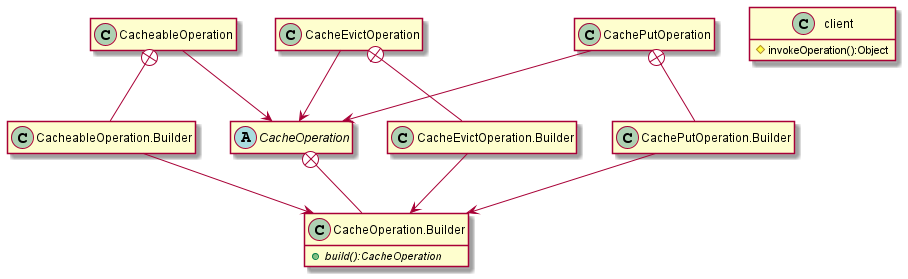 C CacheableOperation
C CacheEvictOperation
C CachePutOperation
C client
invokeOperation():Object
C CacheableOperation.Builder
A CacheOperation
C CacheEvictOperation.Builder
C CachePutOperation.Builder
C CacheOperation.Builder
build():CacheOperation